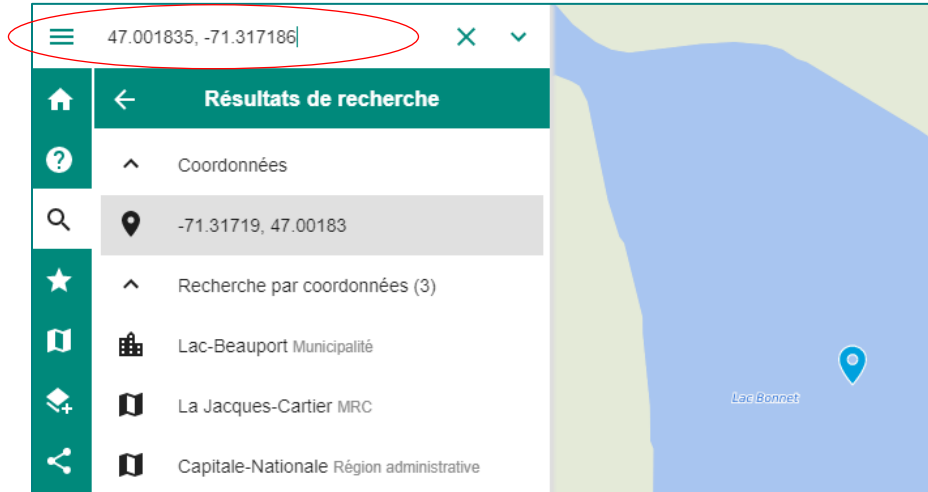 47.001835, -71.317186
Résultats de recherche
Coordonnées
-71.31719, 47.00183
Recherche par coordonnées (3)
Lac-Beauport Municipalité
La Jacques-Cartier MRC
Capitale-Nationale Région administrative
Lac Bonnet